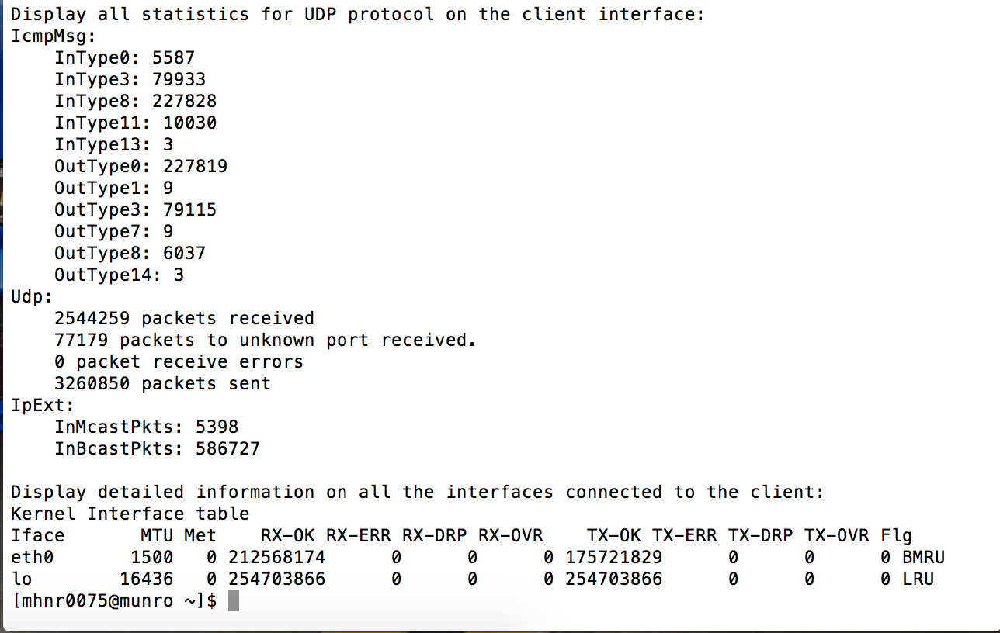 Display all statistics for UDP protocol on the client interface:
IcmpMsg:
    InType0: 5587
    InType3: 79933
    InType8: 227828
    InType11: 10030
    InType13: 3
    OutType0: 227819
    OutType1: 9
    OutType3: 79115
    OutType7: 9
    OutType8: 6037
    OutType14: 3
Udp:
    2544259 packets received
    77179 packets to unknown port received.
    0 packet receive errors
    3260850 packets sent
IpExt:
    InMcastPkts: 5398
    InBcastPkts: 586727

Display detailed information on all the interfaces connected to the client:
Kernel Interface table
Iface       MTU Met    RX-OK RX-ERR RX-DRP RX-OVR    TX-OK TX-ERR TX-DRP TX-OVR Flg
eth0       1500   0 212568174      0      0      0 175721829      0      0      0 BMRU
lo        16436   0 254703866      0      0      0 254703866      0      0      0 LRU
[mhnr0075@munro ~]$